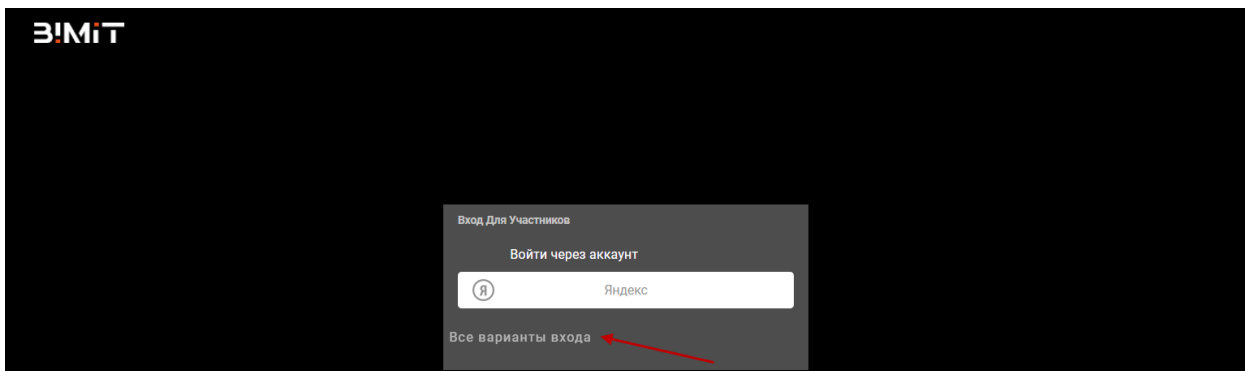 B!MiT
Вход Для Участников
Войти через аккаунт
Я Яндекс
Все варианты входа